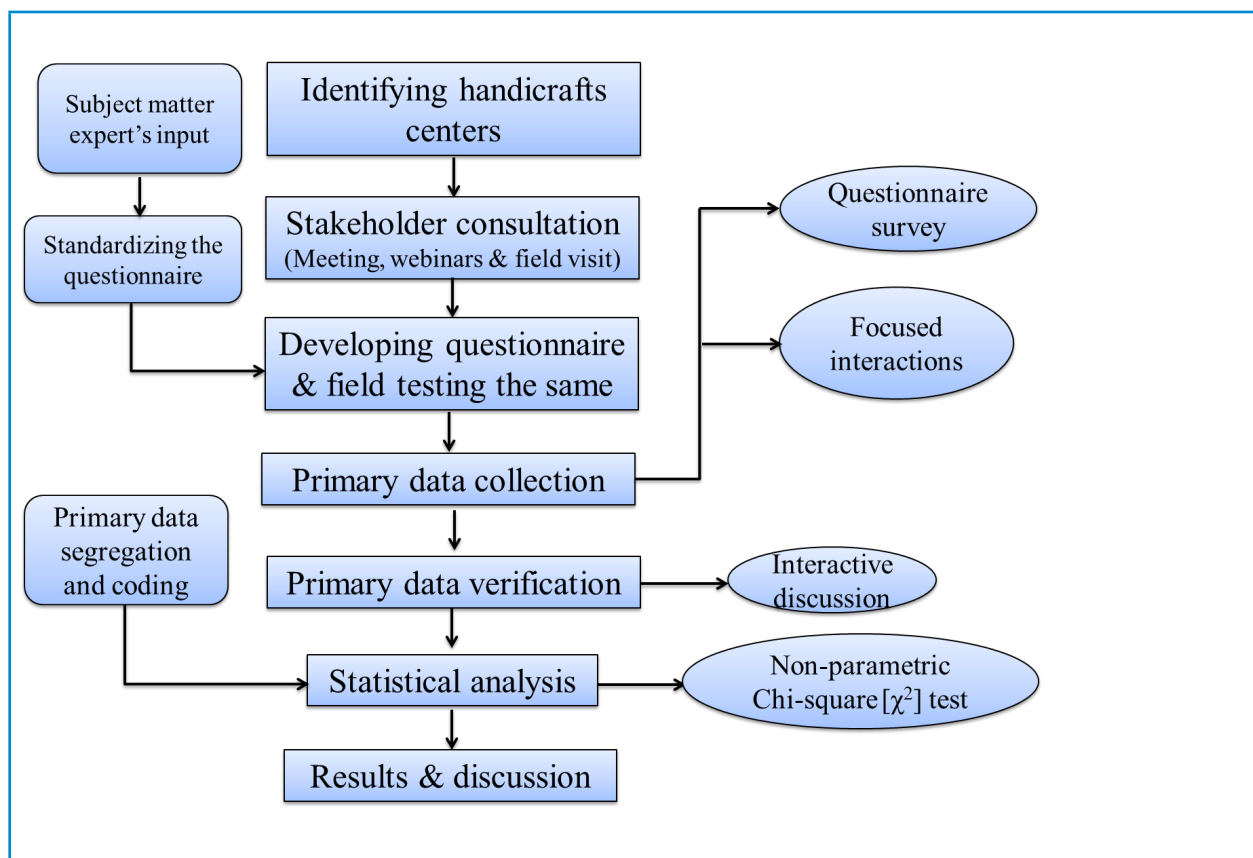 Subject matter
expert’s input
Identifying handicrafts
centers
Standardizing the
questionnaire
Stakeholder consultation
(Meeting, webinars & field visit)
Questionnaire
survey
Developing questionnaire
& field testing the same
Focused
interactions
Primary data collection
Primary data
segregation
and coding
Primary data verification
Interactive
discussion
Statistical analysis
Non-parametric
Chi-square [χ²] test
Results & discussion